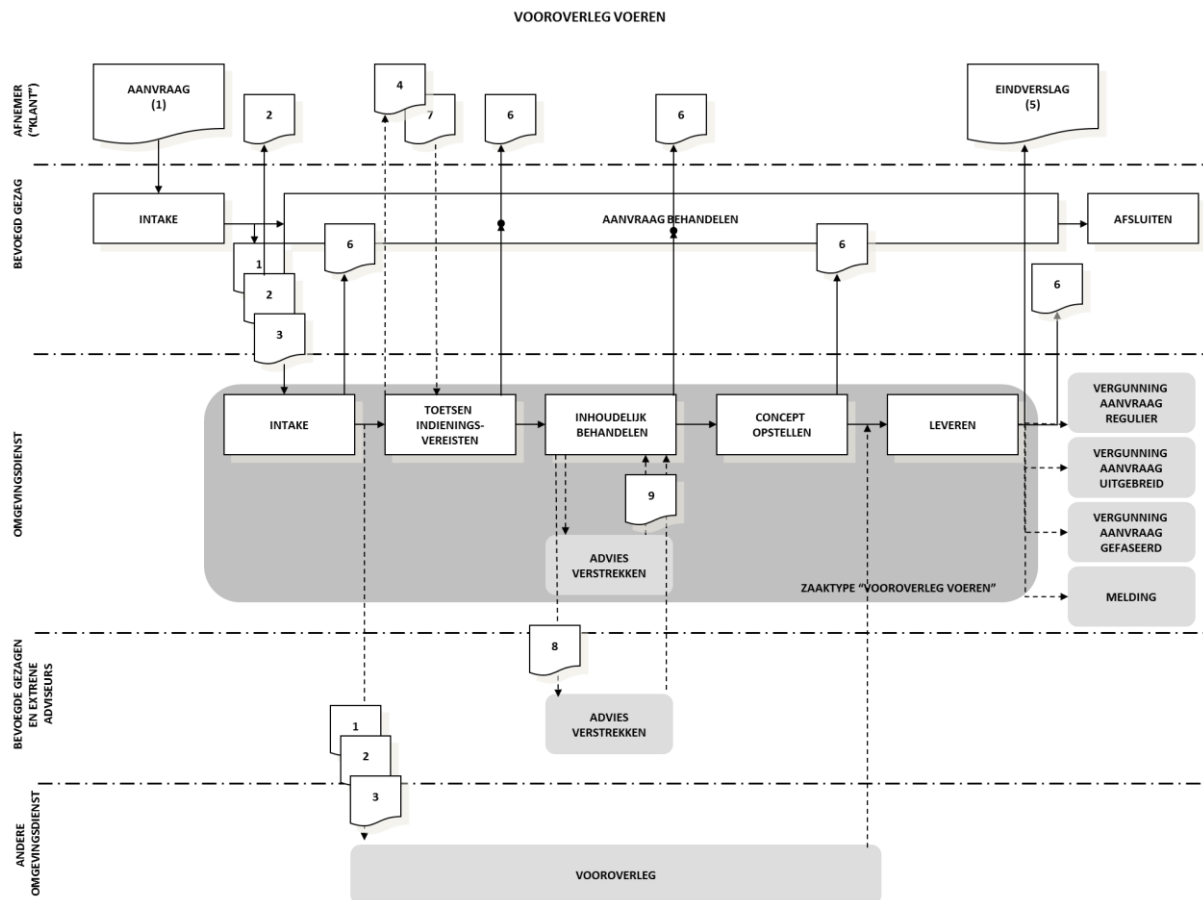 VOOROVERLEG VOEREN
AFNEMER
("KLANT")
AANVRAAG
(1)
2
4
7
6
6
EINDVERSLAG
(5)
BEVOEGD GEZAG
INTAKE
AANVRAAG BEHANDELEN
AFSLUITEN
1
2
3
6
6
6
OMGEVINGSDIENST
INTAKE
TOETSEN
INDIENINGS-
VEREISTEN
INHOUDELIJK
BEHANDELEN
CONCEPT
OPSTELLEN
LEVEREN
9
ADVIES
VERSTREKKEN
ZAAKTYPE "VOOROVERLEG VOEREN"
VERGUNNING
AANVRAAG
REGULIER
VERGUNNING
AANVRAAG
UITGEBREID
VERGUNNING
AANVRAAG
GEFASEERD
MELDING
BEVOEGDE GEZAGEN
EN EXTRENE
ADVISEURS
8
ADVIES
VERSTREKKEN
1
2
3
ANDERE
OMGEVINGSDIENST
VOOROVERLEG